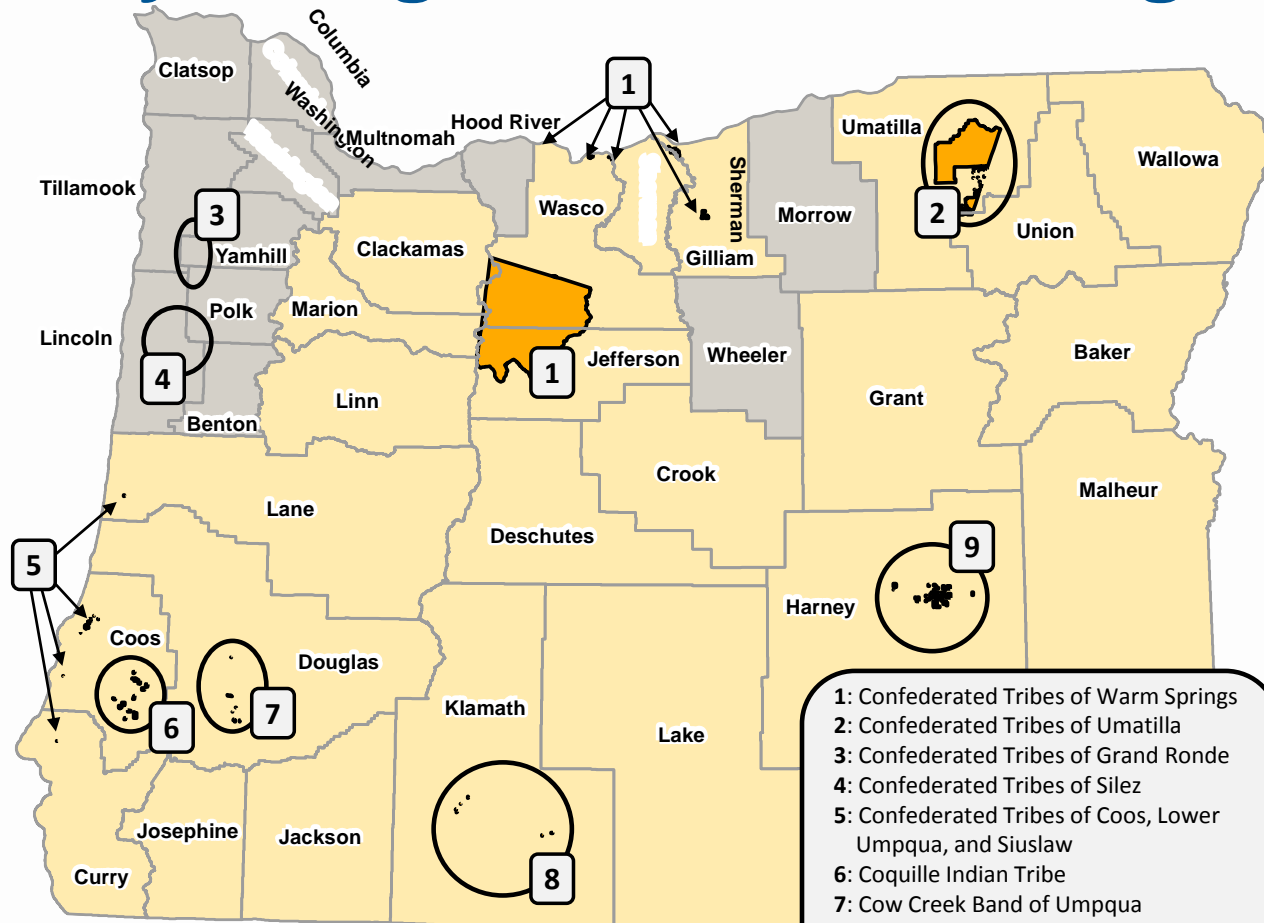 Columbia
Clatsop
Washington
Multnomah
Hood River
1
Umatilla
Wallowa
Tillamook
3
Wasco
Sherman
Morrow
2
Union
Yamhill
Clackamas
Gilliam
Polk
Marion
Lincoln
4
1
Jefferson
Wheeler
Baker
Linn
Grant
Benton
Crook
Malheur
Lane
Deschutes
5
9
Harney
Coos
Douglas
6
7
Klamath
Lake
Josephine
Jackson
Curry
8
1: Confederated Tribes of Warm Springs
2: Confederated Tribes of Umatilla
3: Confederated Tribes of Grand Ronde
4: Confederated Tribes of Silez
5: Confederated Tribes of Coos, Lower
Umpqua, and Siuslaw
6: Coquille Indian Tribe
7: Cow Creek Band of Umpqua